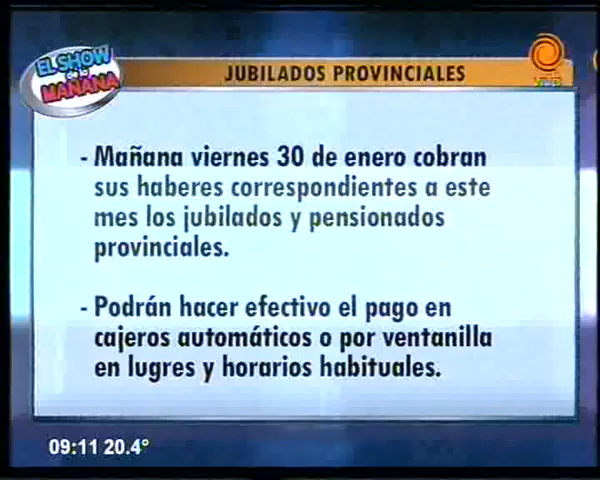 EL SHOW
de la
MAÑANA
JUBILADOS PROVINCIALES
VIVO
- Mañana viernes 30 de enero cobran
sus haberes correspondientes a este
mes los jubilados y pensionados
provinciales.
- Podrán hacer efectivo el pago en
cajeros automáticos o por ventanilla
en lugres y horarios habituales.
09:11 20.4°